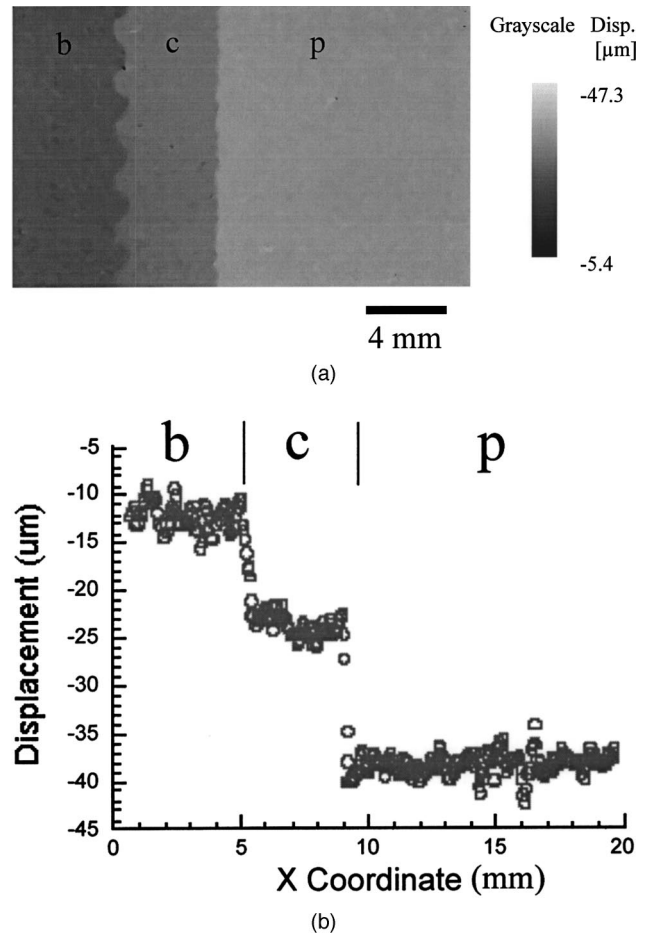 b c p
Grayscale Disp.
[µm]
-47.3
-5.4
4 mm
(a)
b c p
Displacement (um)
-5
-10
-15
-20
-25
-30
-35
-40
-45
0 5 10 15 20
X Coordinate (mm)
(b)